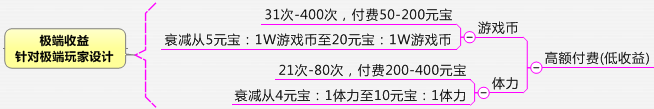 极端收益
针对极端玩家设计
31次-400次，付费50-200元宝
衰减从5元宝：1W游戏币至20元宝：1W游戏币
游戏币
21次-80次，付费200-400元宝
衰减从4元宝：1体力至10元宝：1体力
体力
高额付费(低收益)